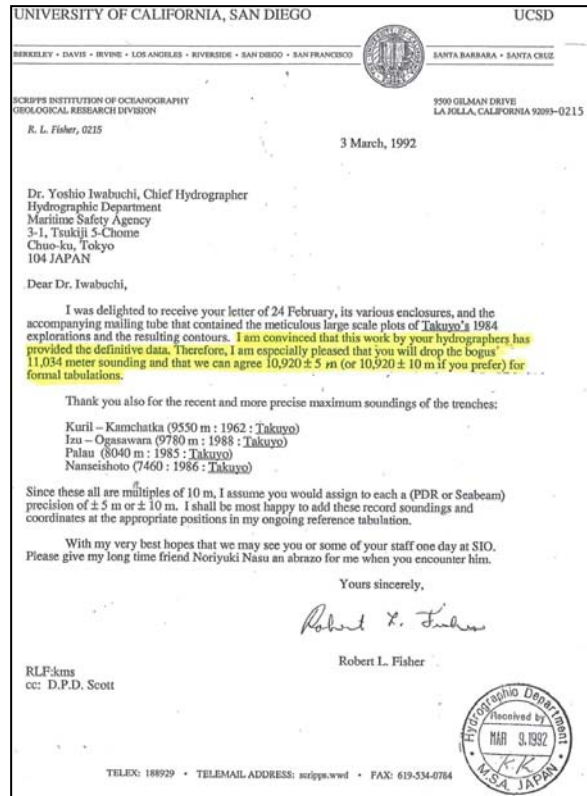 UNIVERSITY OF CALIFORNIA, SAN DIEGO UCSD
BERKELEY • DAVIS • IRVINE • LOS ANGELES • RIVERSIDE • SAN DIEGO • SAN FRANCISCO SANTA BARBARA • SANTA CRUZ
SCRIPPS INSTITUTION OF OCEANOGRAPHY
GEOLOGICAL RESEARCH DIVISION
9500 GILMAN DRIVE
LA JOLLA, CALIFORNIA 92093-0215
R. L. Fisher, 0215
3 March, 1992
Dr. Yoshio Iwabuchi, Chief Hydrographer
Hydrographic Department
Maritime Safety Agency
3-1, Tsukiji 5-Chome
Chuo-ku, Tokyo
104 JAPAN
Dear Dr. Iwabuchi,
I was delighted to receive your letter of 24 February, its various enclosures, and the
accompanying mailing tube that contained the meticulous large scale plots of Takuyo's 1984
explorations and the resulting contours. I am convinced that this work by your hydrographers has
provided the definitive data. Therefore, I am especially pleased that you will drop the bogus'
11,034 meter sounding and that we can agree 10,920 ± 5 m (or 10,920 ± 10 m if you prefer) for
formal tabulations.
Thank you also for the recent and more precise maximum soundings of the trenches:
Kuril – Kamchatka (9550 m : 1962 : Takuyo)
Izu – Ogasawara (9780 m : 1988 : Takuyo)
Palau (8040 m : 1985 : Takuyo)
Nanseishoto (7460 : 1986 : Takuyo)
Since these all are multiples of 10 m, I assume you would assign to each a (PDR or Seabeam)
precision of ± 5 m or ± 10 m. I shall be most happy to add these record soundings and
coordinates at the appropriate positions in my ongoing reference tabulation.
With my very best hopes that we may see you or some of your staff one day at SIO.
Please give my long time friend Noriyuki Nasu an abrazo for me when you encounter him.
Yours sincerely,
Robert L. Fisher
Robert L. Fisher
RLF:kms
cc: D.P.D. Scott
Hydrographic Department
Received by
MAR 9.1992
K.K
M.S.A. JAPAN
TELEX: 188929 • TELEMAIL ADDRESS: scripps.wwd • FAX: 619-534-0784